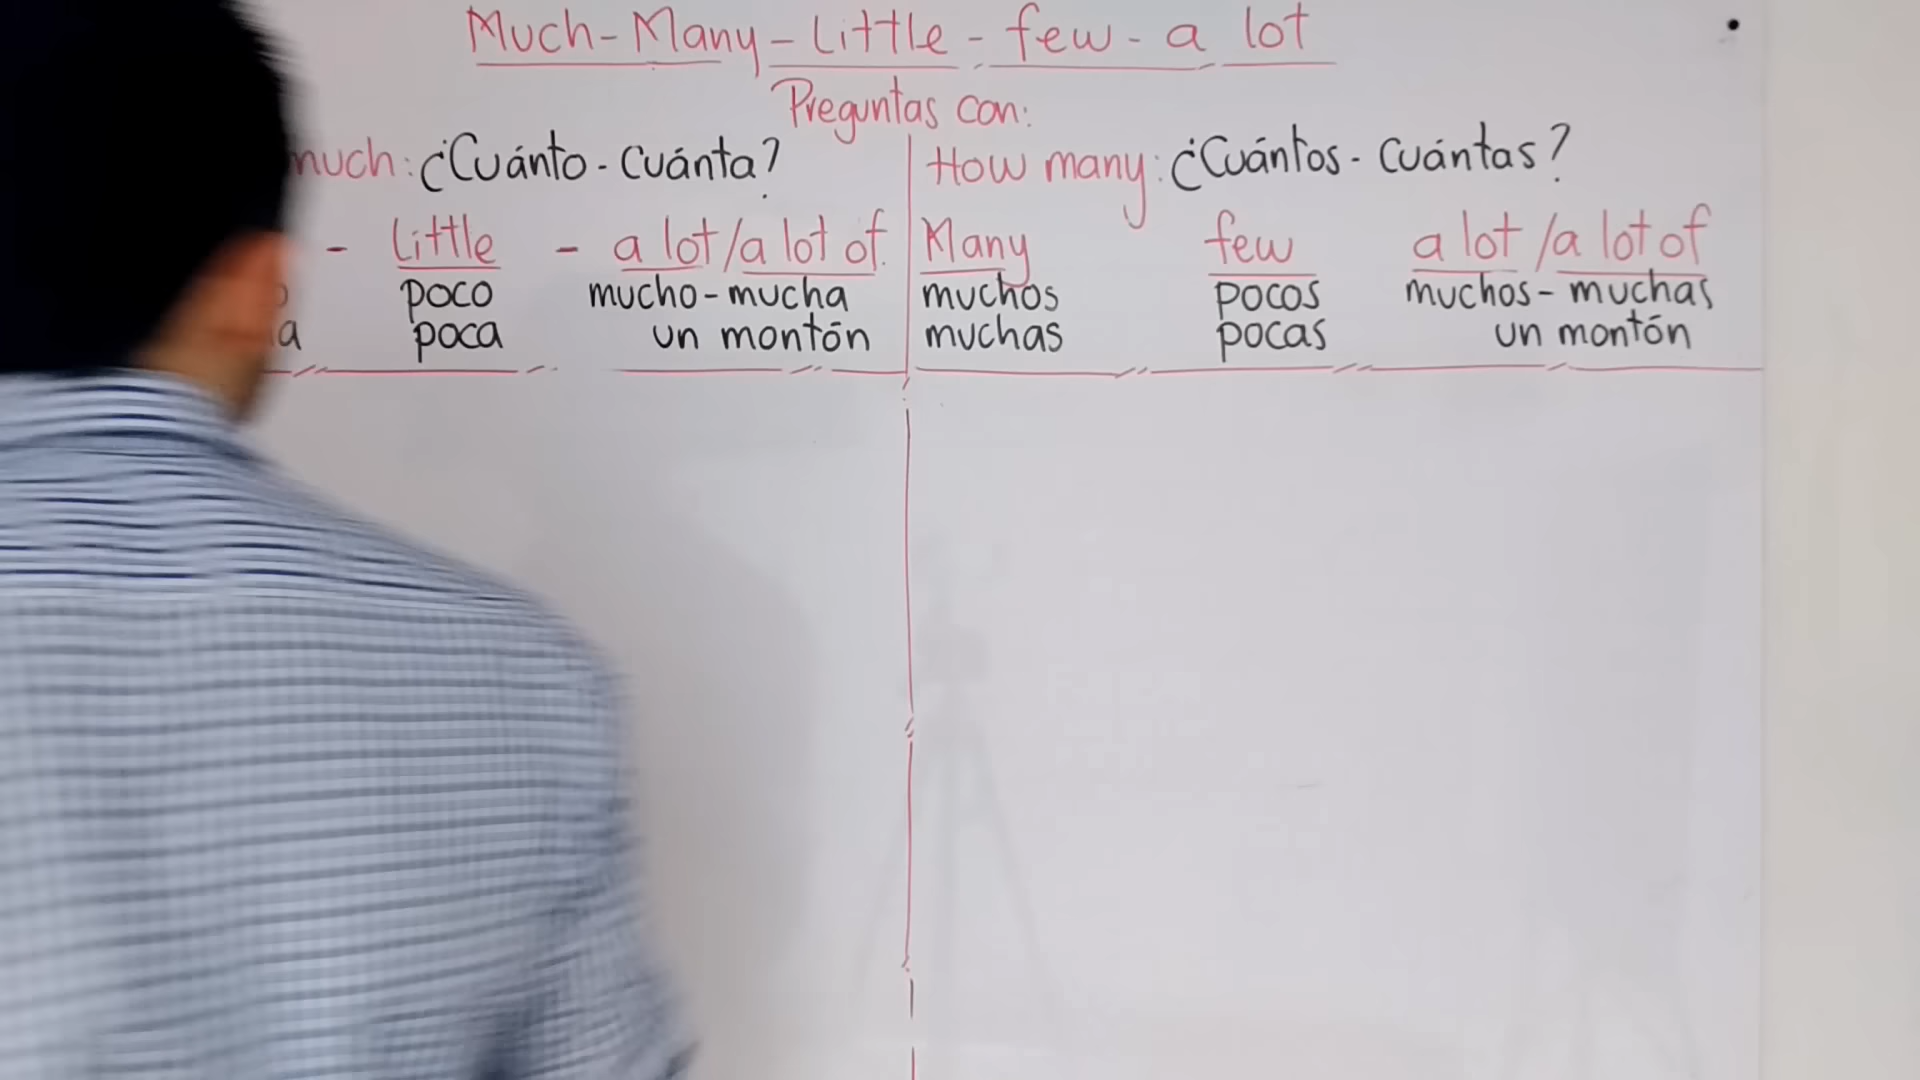 Much - Many - Little - few - a lot
Preguntas con:
much: ¿Cuánto - Cuánta?
- Little - a lot / a lot of
poco mucho - mucha
poca un montón
How many: ¿Cuántos - Cuántas?
Many few a lot / a lot of
muchos pocos muchos - muchas
muchas pocas un montón